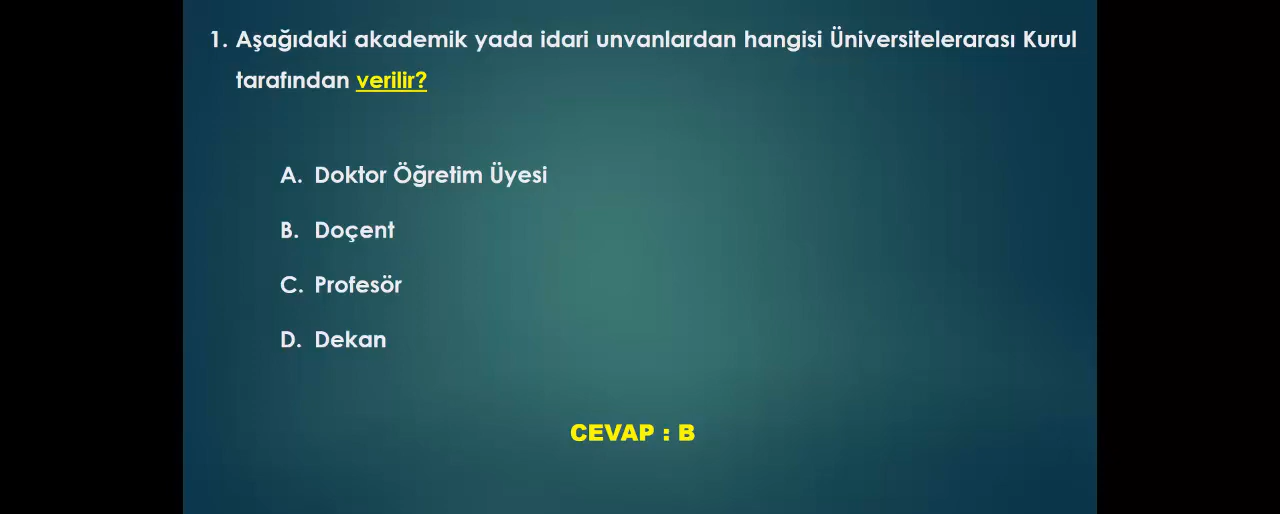 1. Aşağıdaki akademik yada idari unvanlardan hangisi Üniversitelerarası Kurul
tarafından verilir?
A. Doktor Öğretim Üyesi
B. Doçent
C. Profesör
D. Dekan
CEVAP : B